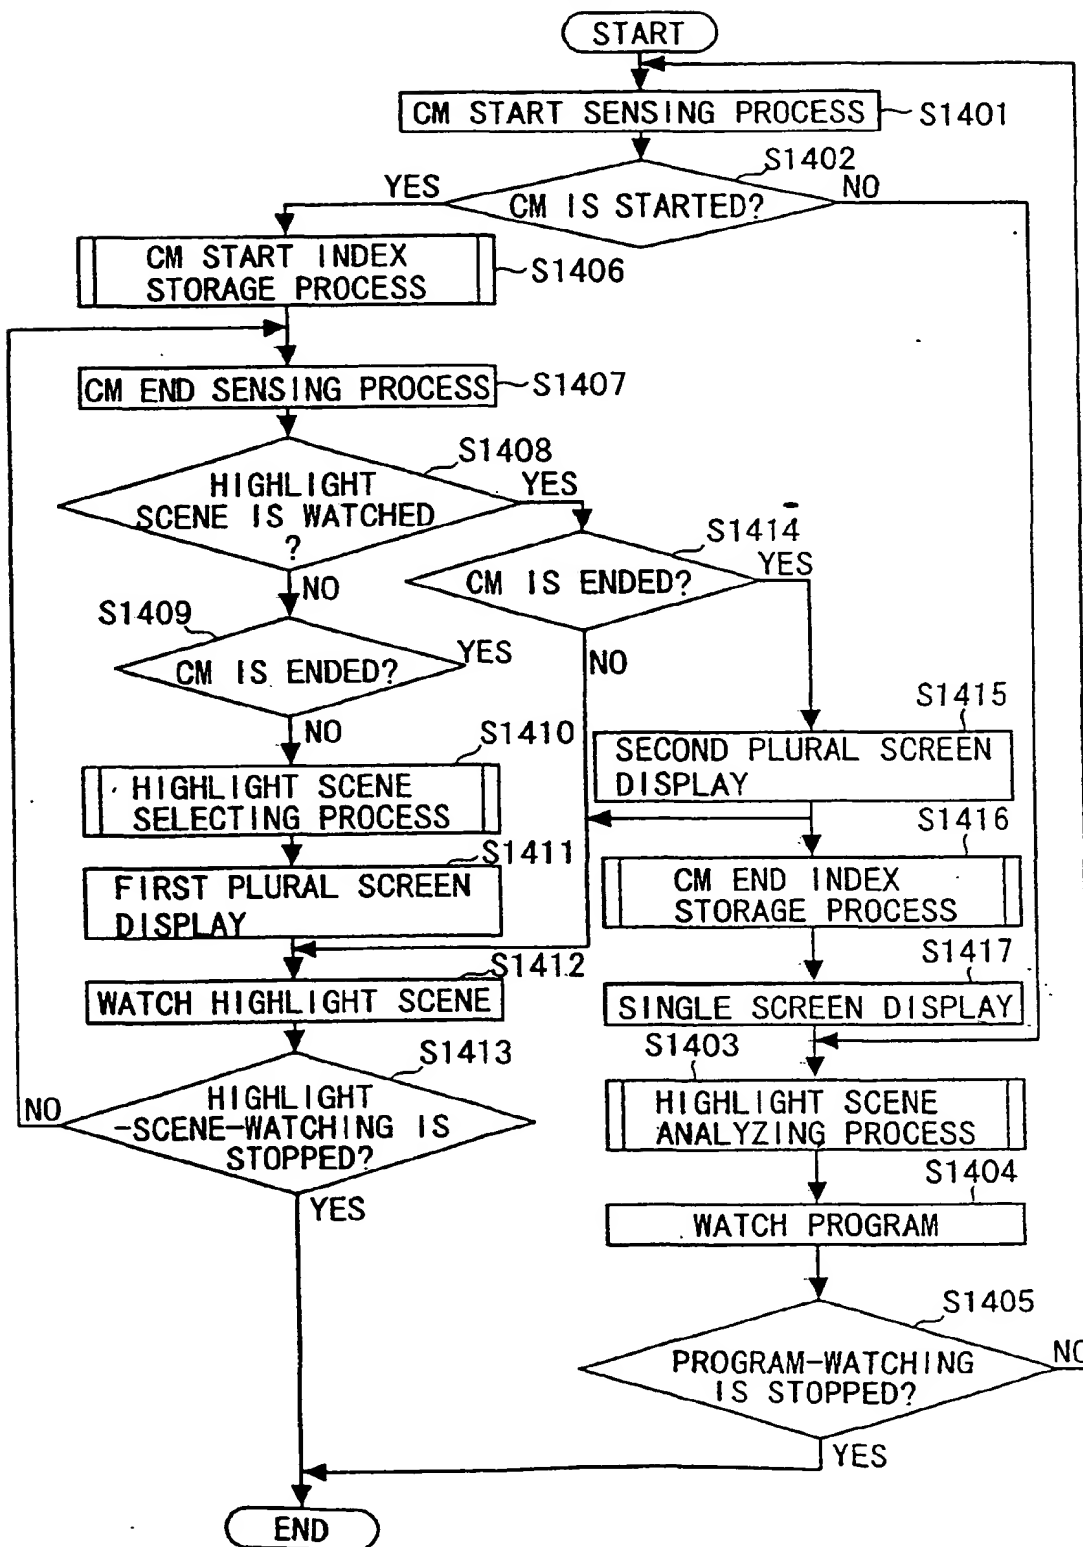 START
CM START SENSING PROCESS
S1401
S1402
YES
NO
CM IS STARTED?
CM START INDEX
STORAGE PROCESS
S1406
CM END SENSING PROCESS
S1407
S1408
HIGHLIGHT
SCENE IS WATCHED
?
YES
NO
S1414
CM IS ENDED?
YES
NO
S1409
CM IS ENDED?
YES
NO
S1410
HIGHLIGHT SCENE
SELECTING PROCESS
S1411
FIRST PLURAL SCREEN
DISPLAY
S1412
WATCH HIGHLIGHT SCENE
S1413
HIGHLIGHT
-SCENE-WATCHING IS
STOPPED?
NO
YES
S1415
SECOND PLURAL SCREEN
DISPLAY
S1416
CM END INDEX
STORAGE PROCESS
S1417
SINGLE SCREEN DISPLAY
S1403
HIGHLIGHT SCENE
ANALYZING PROCESS
S1404
WATCH PROGRAM
S1405
PROGRAM-WATCHING
IS STOPPED?
NO
YES
END